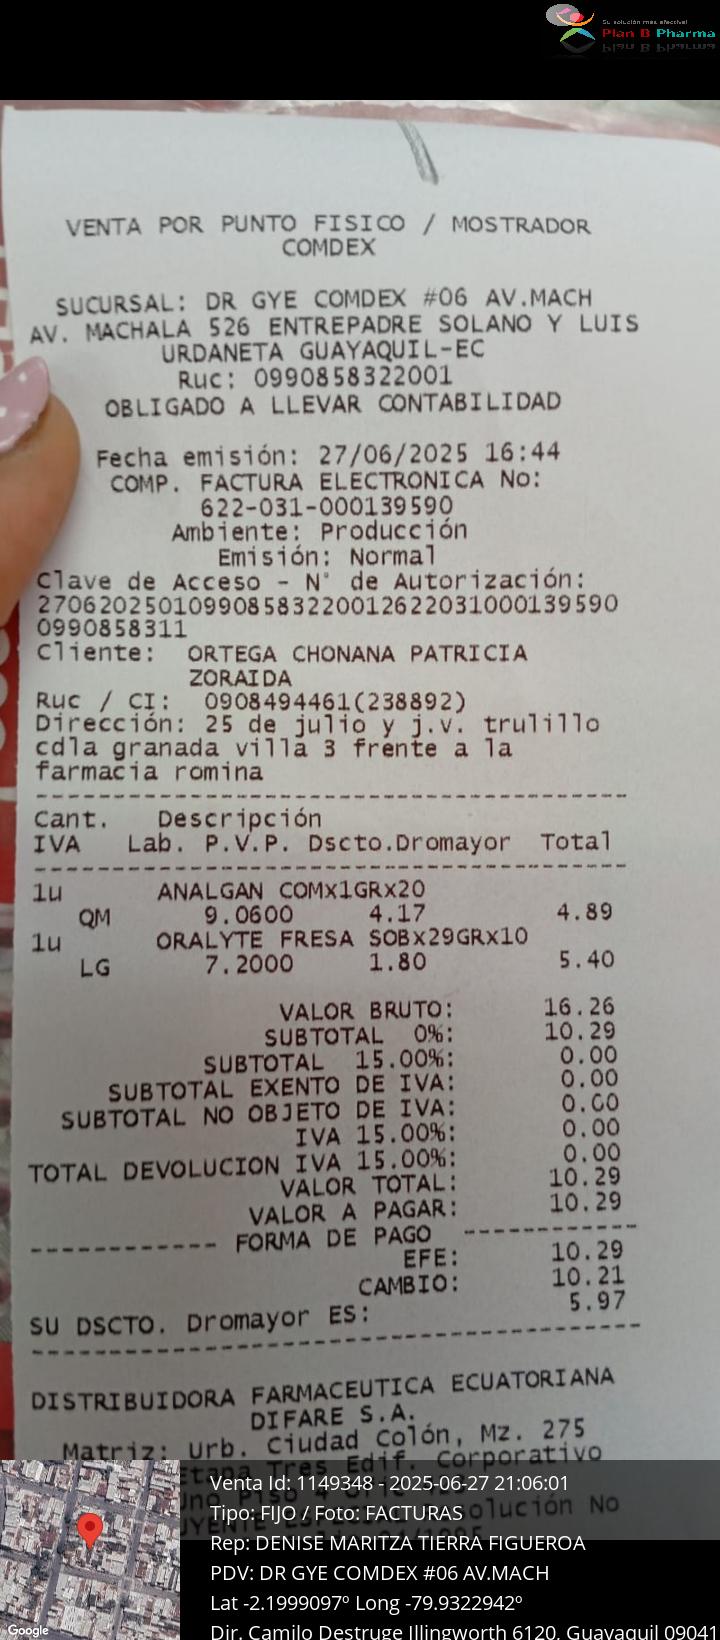 Su solución más efectiva!
Plan B Pharma
VENTA POR PUNTO FISICO / MOSTRADOR
COMDEX
SUCURSAL: DR GYE COMDEX #06 AV.MACH
AV. MACHALA 526 ENTREPADRE SOLANO Y LUIS
URDANETA GUAYAQUIL-EC
Ruc: 0990858322001
OBLIGADO A LLEVAR CONTABILIDAD
Fecha emisión: 27/06/2025 16:44
COMP. FACTURA ELECTRONICA No:
622-031-000139590
Ambiente: Producción
Emisión: Normal
Clave de Acceso - N° de Autorización:
270620250109908583220012622031000139590
0990858311
Cliente: ORTEGA CHONANA PATRICIA
ZORAIDA
Ruc / CI: 0908494461(238892)
Dirección: 25 de julio y j.v. trulillo
cdla granada villa 3 frente a la
farmacia romina
Cant. Descripción
IVA Lab. P.V.P. Dscto.Dromayor Total
1u ANALGAN COMx1GRx20
QM 9.0600 4.17 4.89
1u ORALYTE FRESA SOBx29GRx10
LG 7.2000 1.80 5.40
VALOR BRUTO: 16.26
SUBTOTAL 0%: 10.29
SUBTOTAL 15.00%: 0.00
SUBTOTAL EXENTO DE IVA: 0.00
SUBTOTAL NO OBJETO DE IVA: 0.00
IVA 15.00%: 0.00
TOTAL DEVOLUCION IVA 15.00%: 0.00
VALOR TOTAL: 10.29
VALOR A PAGAR: 10.29
------------ FORMA DE PAGO ------------
EFE: 10.29
CAMBIO: 10.21
SU DSCTO. Dromayor ES: 5.97
DISTRIBUIDORA FARMACEUTICA ECUATORIANA
DIFARE S.A.
Matriz: Urb. Ciudad Colón, Mz. 275
Etapa Tres Edif. Corporativo
Venta Id: 1149348 - 2025-06-27 21:06:01
Tipo: FIJO / Foto: FACTURAS
Rep: DENISE MARITZA TIERRA FIGUEROA
PDV: DR GYE COMDEX #06 AV.MACH
Lat -2.1999097º Long -79.9322942º
Dir. Camilo Destruge Illingworth 6120, Guayaquil 09041
Google